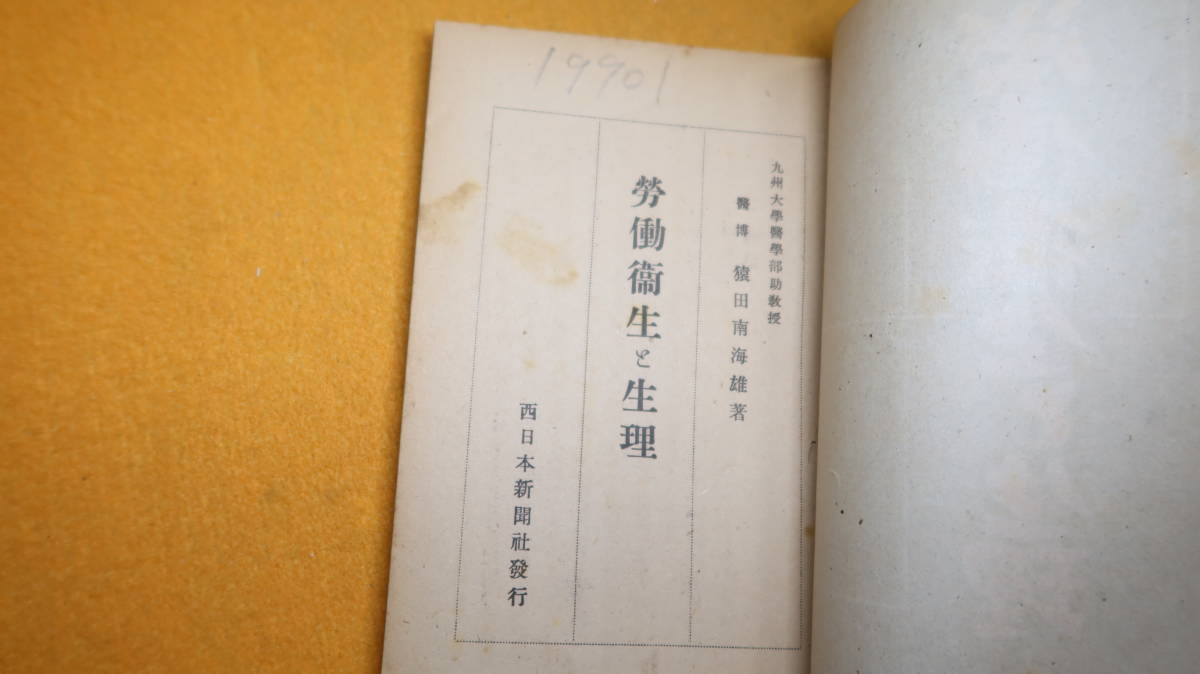 19901
九州大學醫學部助教授
醫博 猿田南海雄著
勞働衞生と生理
西日本新聞社發行